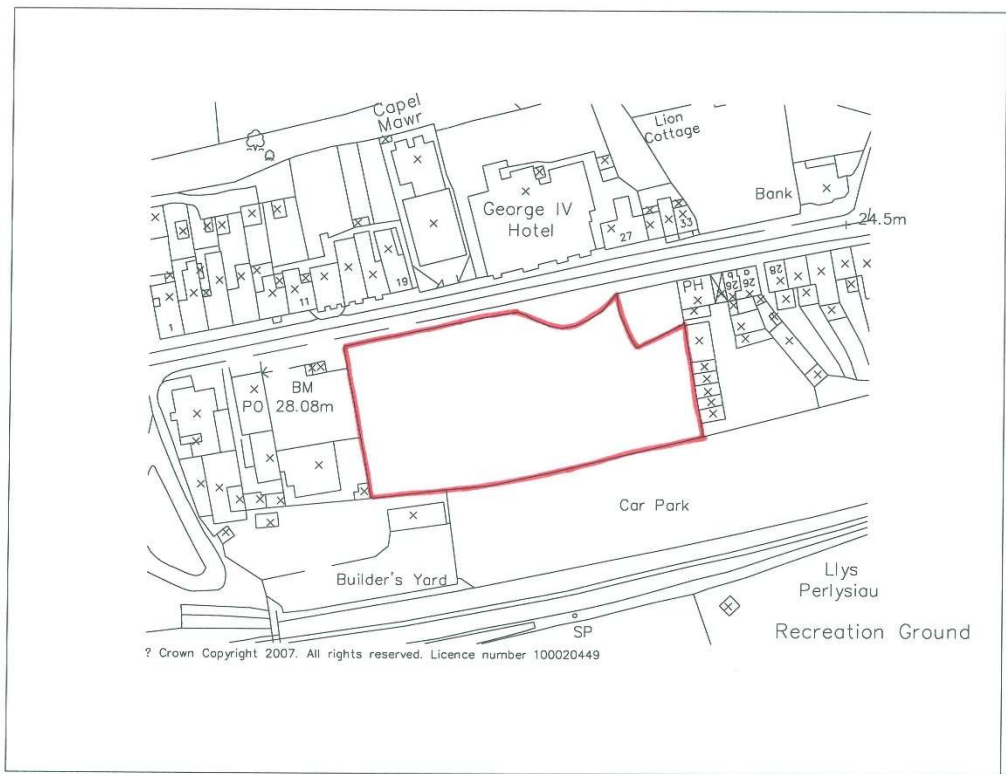 Capel
Mawr
Lion
Cottage
Bank
George IV
Hotel
24.5m
27
33
19
11
1
PH
26b
26a
28
BM
PO 28.08m
Car Park
Builder's Yard
Llys
Perlysiau
SP
Recreation Ground
? Crown Copyright 2007. All rights reserved. Licence number 100020449